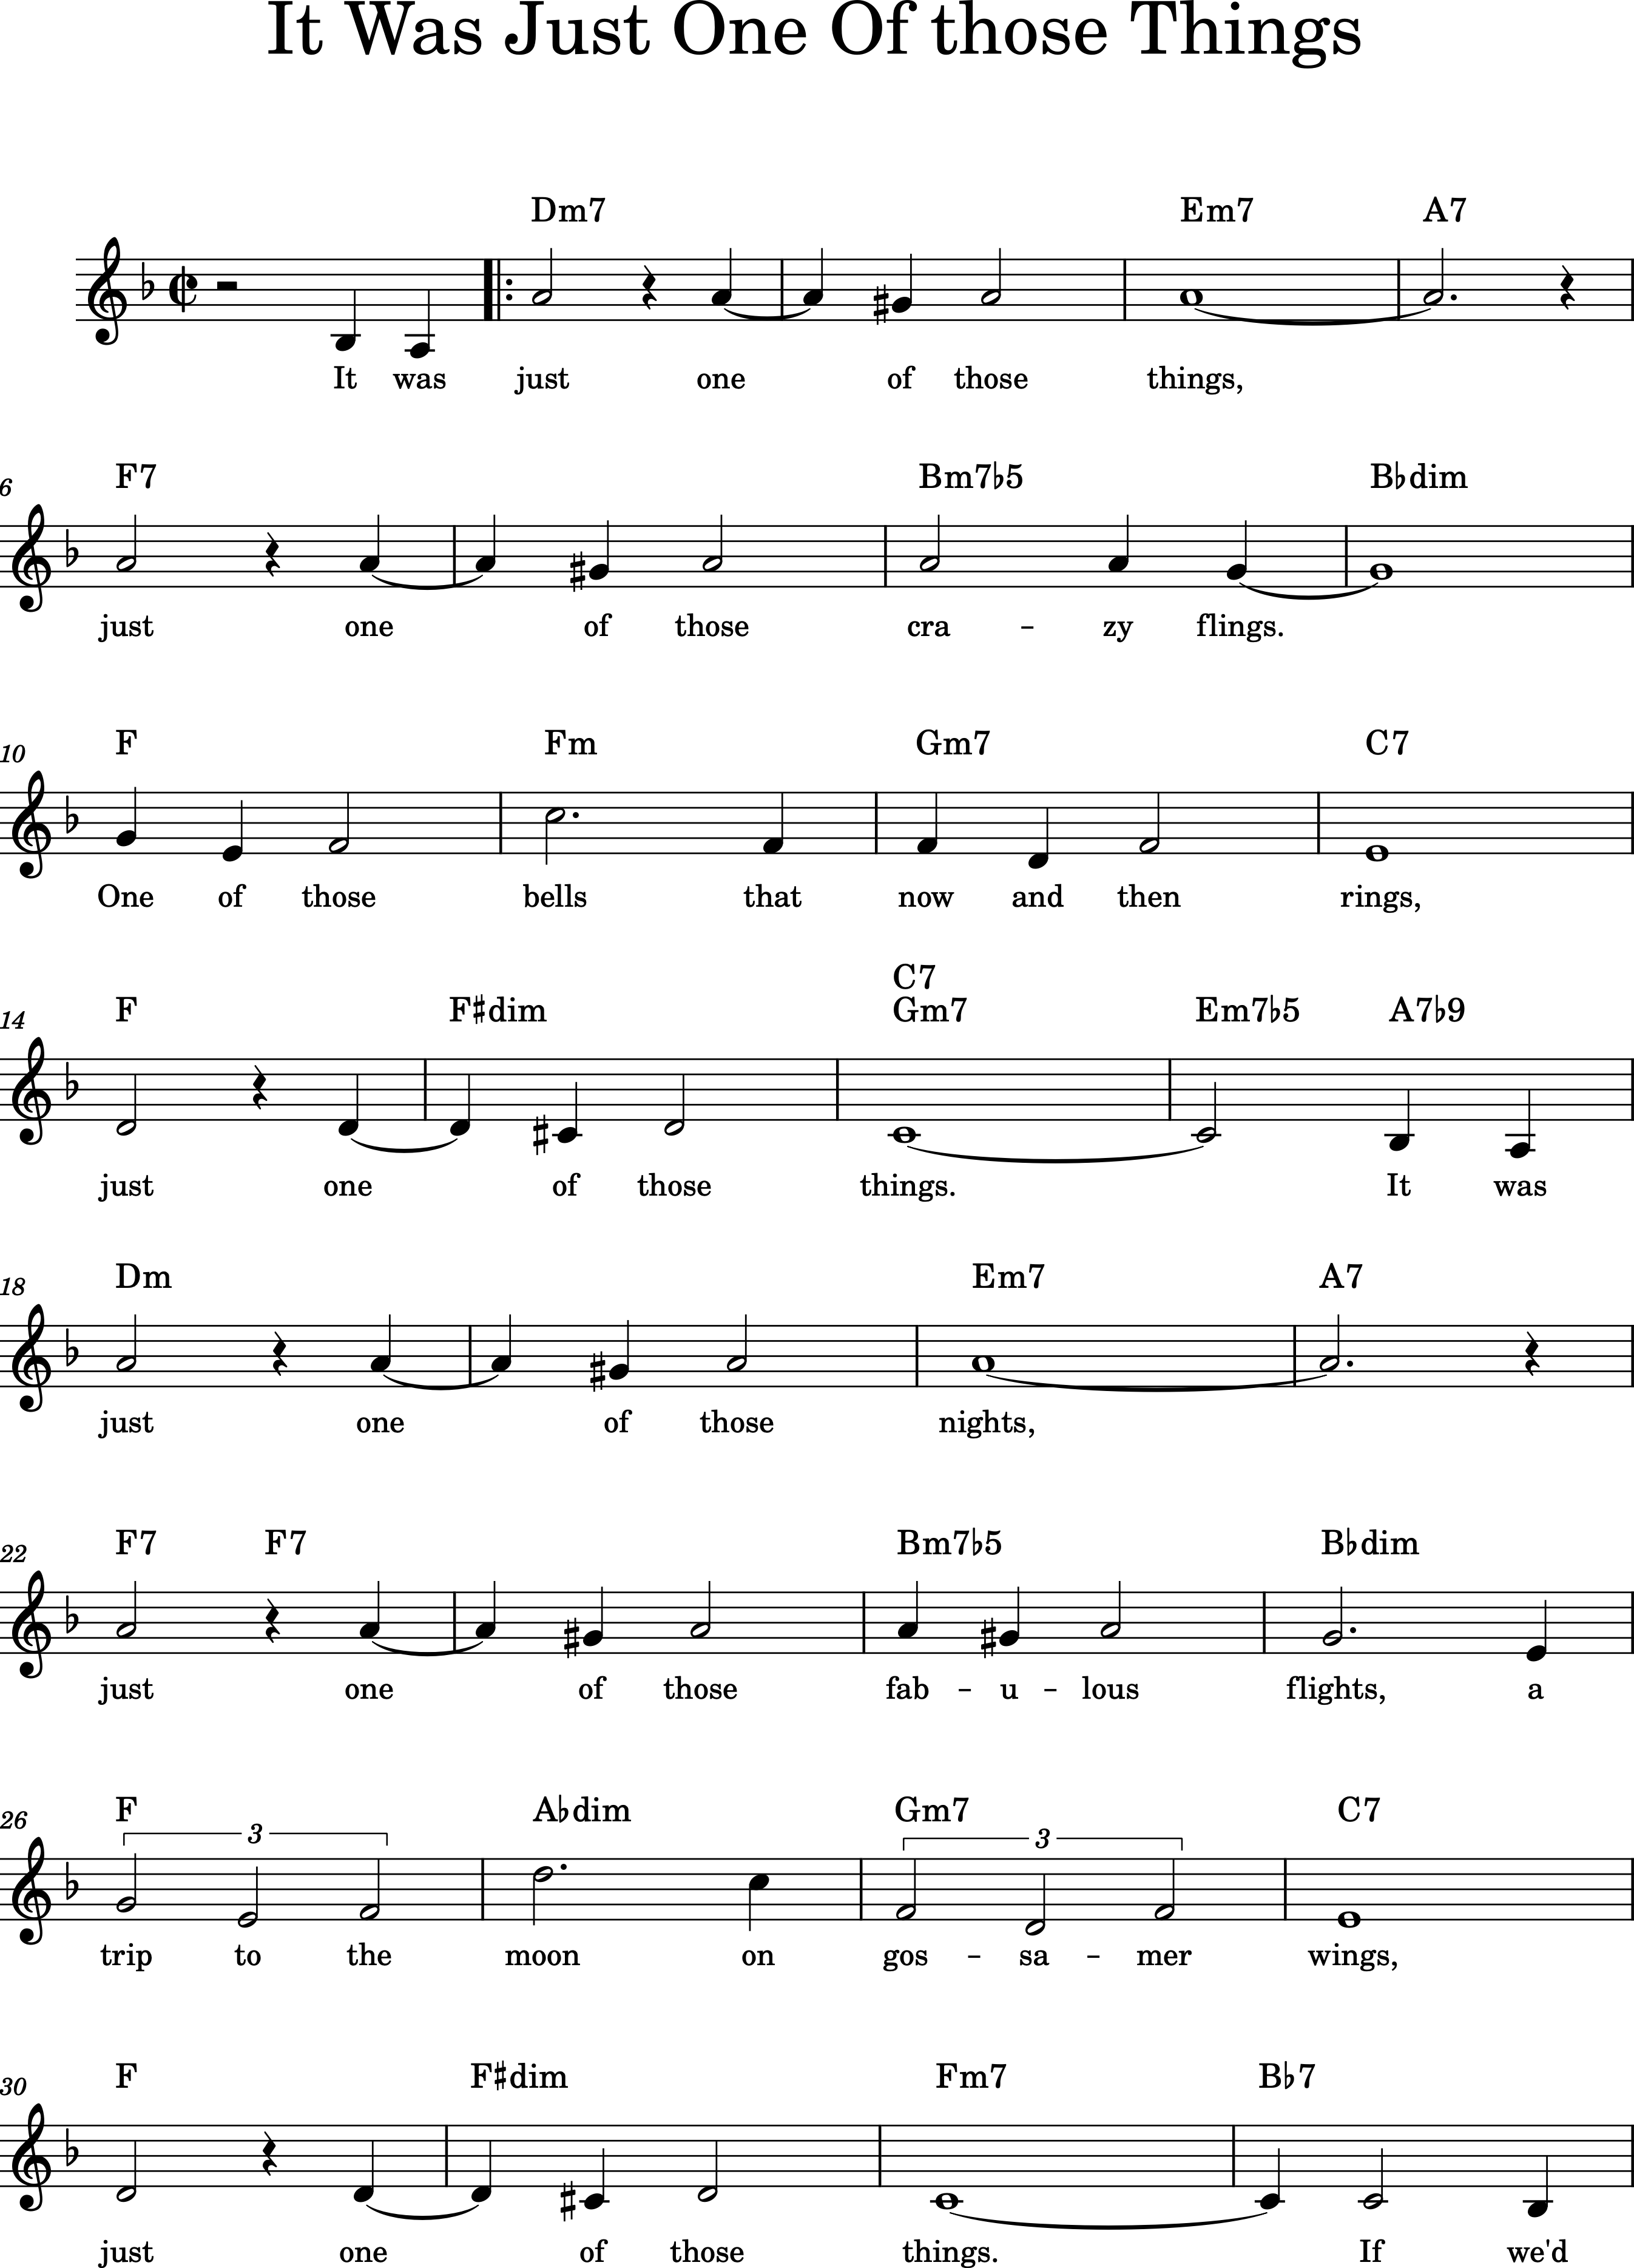 It Was Just One Of those Things
Dm7 Em7 A7
It was just one of those things,
6 F7 Bm7♭5 B♭dim
just one of those cra - zy flings.
10 F Fm Gm7 C7
One of those bells that now and then rings,
C7
14 F F♯dim Gm7 Em7♭5 A7♭9
just one of those things. It was
18 Dm Em7 A7
just one of those nights,
22 F7 F7 Bm7♭5 B♭dim
just one of those fab - u - lous flights, a
26 F A♭dim Gm7 C7
3 3
trip to the moon on gos - sa - mer wings,
30 F F♯dim Fm7 B♭7
just one of those things. If we'd